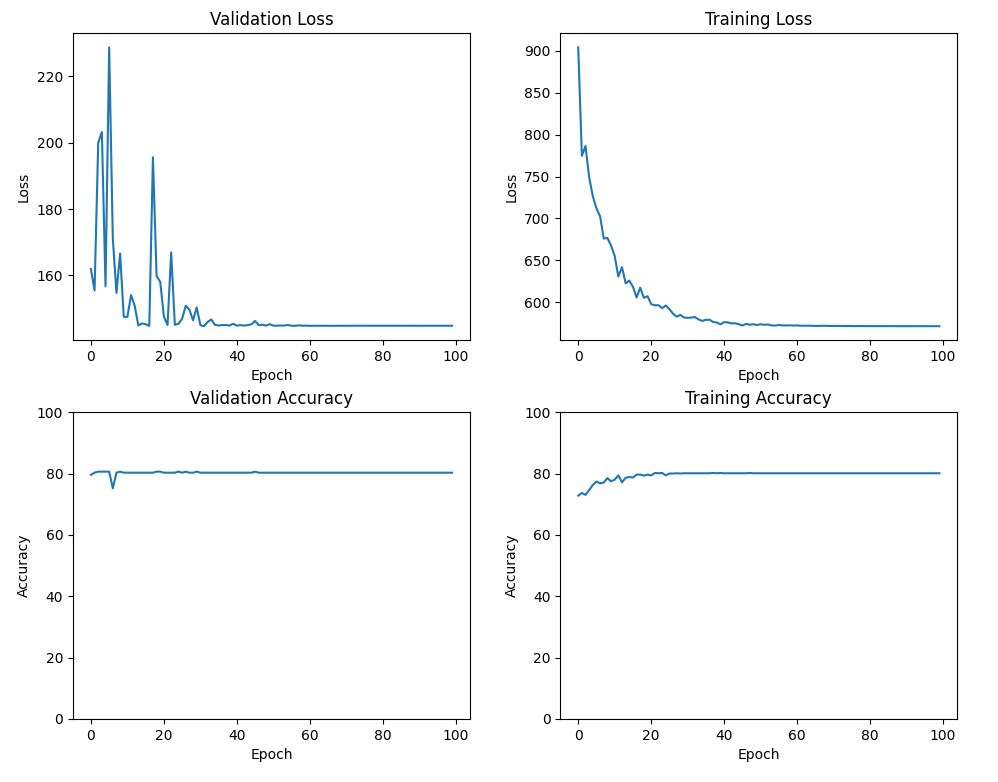 Validation Loss
Loss
220
200
180
160
0 20 40 60 80 100
Epoch
Training Loss
Loss
900
850
800
750
700
650
600
0 20 40 60 80 100
Epoch
Validation Accuracy
Accuracy
100
80
60
40
20
0
0 20 40 60 80 100
Epoch
Training Accuracy
Accuracy
100
80
60
40
20
0
0 20 40 60 80 100
Epoch